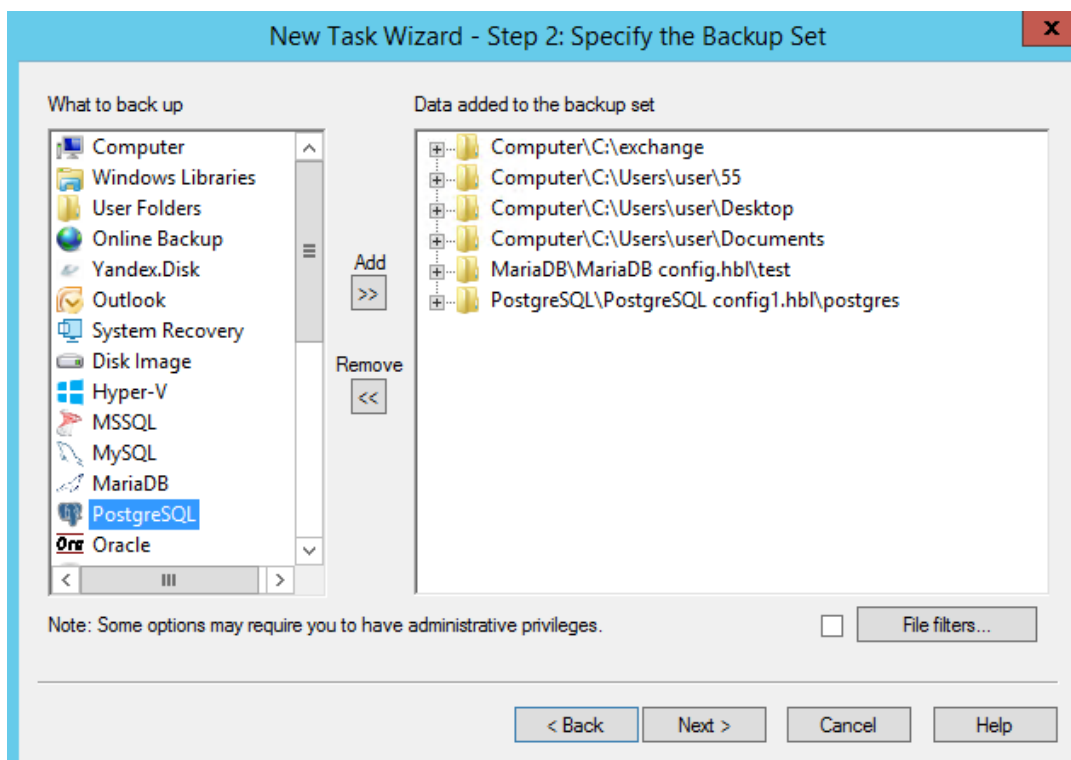 New Task Wizard - Step 2: Specify the Backup Set
x
What to back up
Computer
Windows Libraries
User Folders
Online Backup
Yandex.Disk
Outlook
System Recovery
Disk Image
Hyper-V
MSSQL
MySQL
MariaDB
PostgreSQL
Ora Oracle
Add
>>
Remove
<<
Data added to the backup set
Computer\C:\exchange
Computer\C:\Users\user\55
Computer\C:\Users\user\Desktop
Computer\C:\Users\user\Documents
MariaDB\MariaDB config.hbl\test
PostgreSQL\PostgreSQL config1.hbl\postgres
Note: Some options may require you to have administrative privileges.
File filters...
< Back
Next >
Cancel
Help